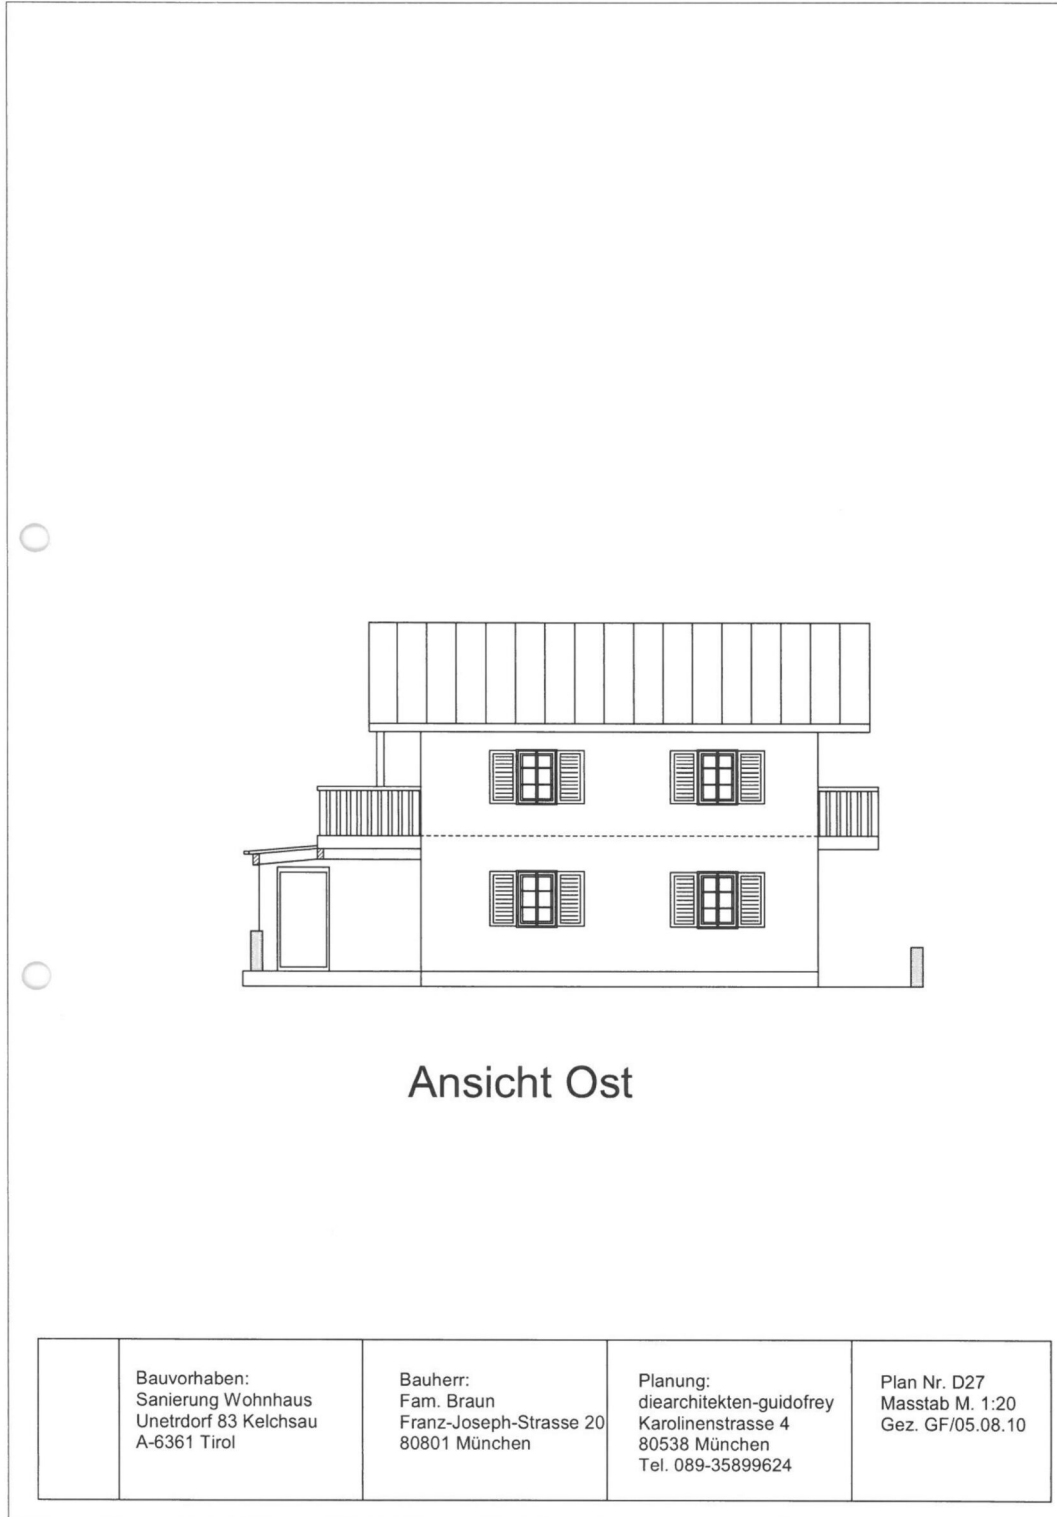 Ansicht Ost
Bauvorhaben:
Sanierung Wohnhaus
Unetrdorf 83 Kelchsau
A-6361 Tirol
Bauherr:
Fam. Braun
Franz-Joseph-Strasse 20
80801 München
Planung:
diearchitekten-guidofrey
Karolinenstrasse 4
80538 München
Tel. 089-35899624
Plan Nr. D27
Masstab M. 1:20
Gez. GF/05.08.10